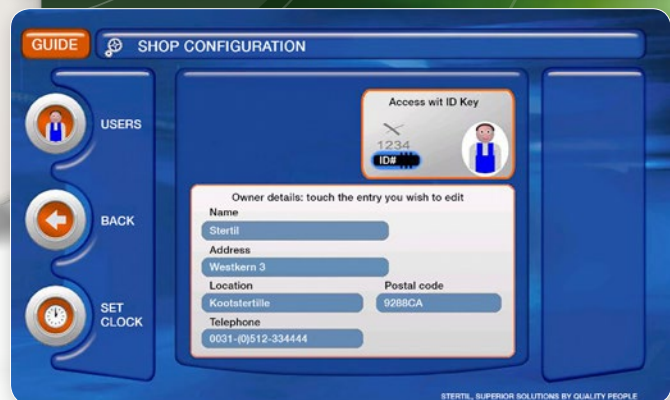 GUIDE
SHOP CONFIGURATION
USERS
Access wit ID Key
1234
ID#
BACK
Owner details: touch the entry you wish to edit
Name
Stertil
Address
Westkern 3
Location Postal code
Kootstertille 9288CA
Telephone
0031-(0)512-334444
SET
CLOCK
STERTIL, SUPERIOR SOLUTIONS BY QUALITY PEOPLE